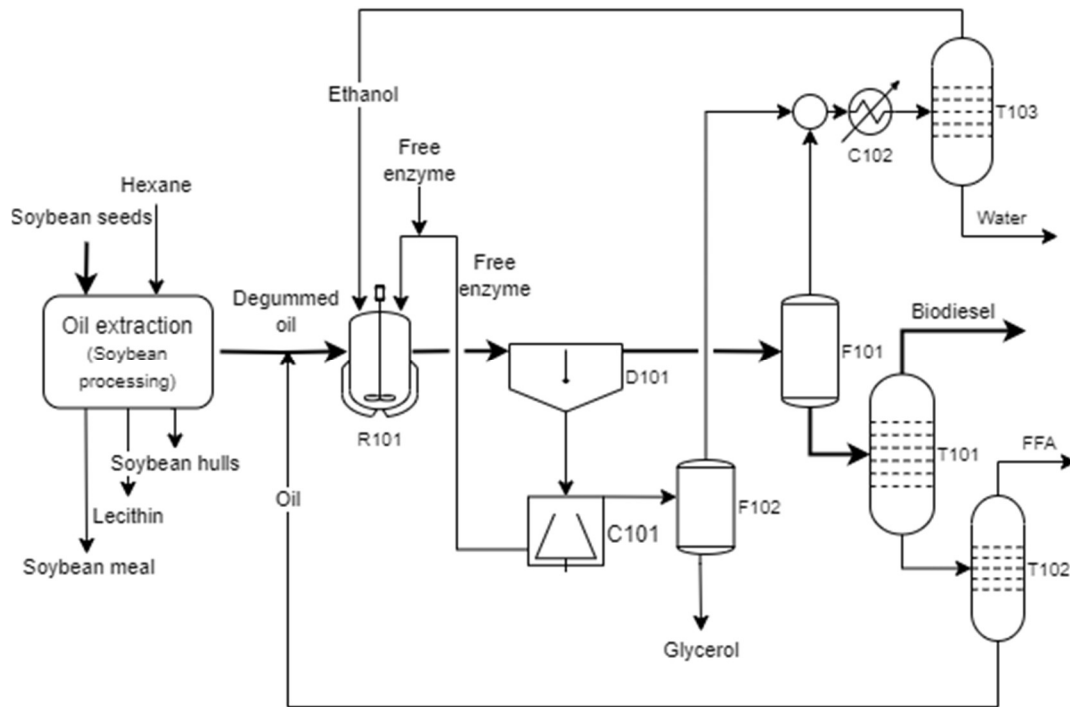 Ethanol
Free
enzyme
T103
C102
Hexane
Soybean seeds
Water
Free
enzyme
Degummed
oil
Oil extraction
(Soybean
processing)
Biodiesel
F101
D101
R101
FFA
T101
Soybean hulls
Oil
F102
Lecithin
C101
Soybean meal
T102
Glycerol